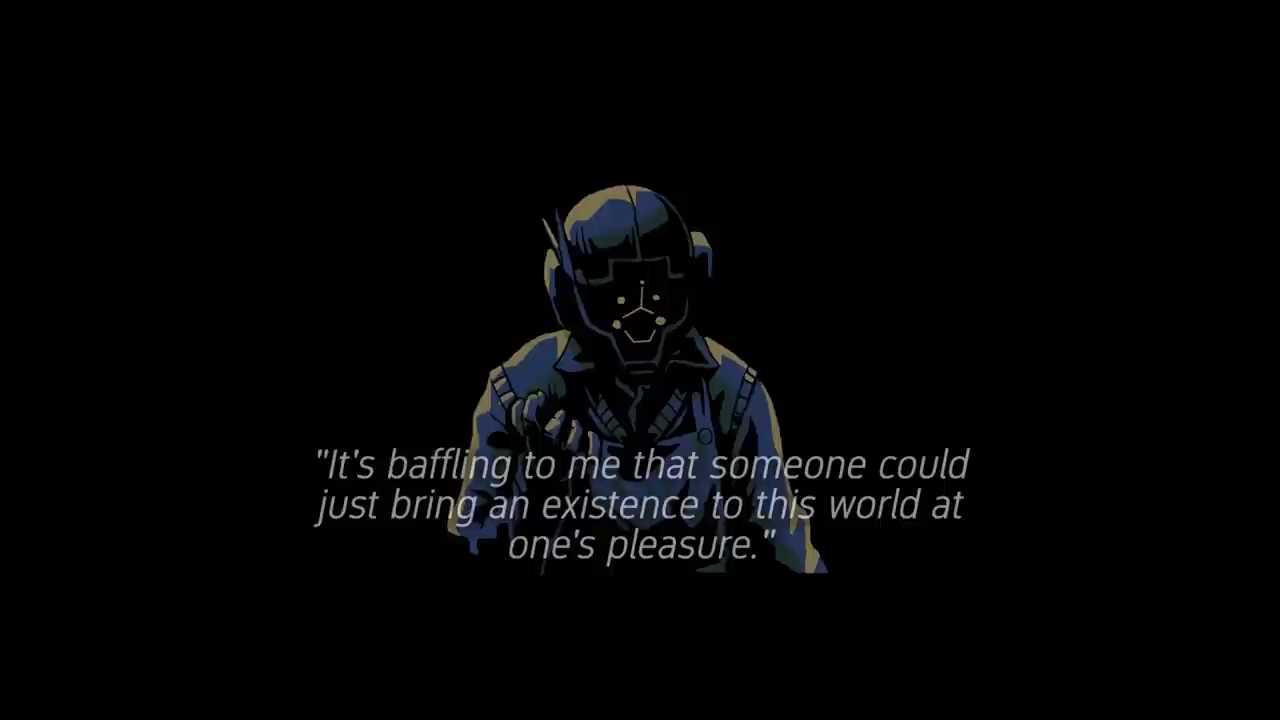 "It's baffling to me that someone could
just bring an existence to this world at
one's pleasure."